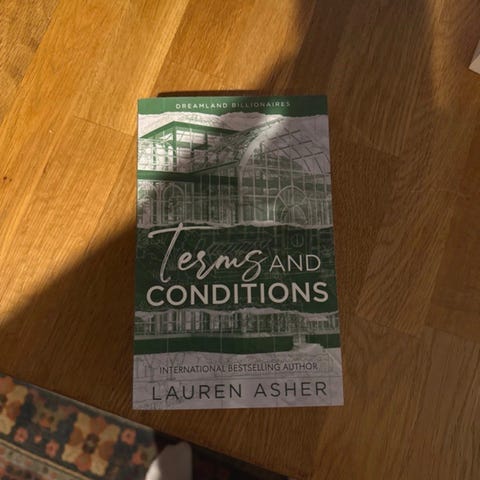 DREAMLAND BILLIONAIRES
Terms AND
CONDITIONS
INTERNATIONAL BESTSELLING AUTHOR
LAUREN ASHER